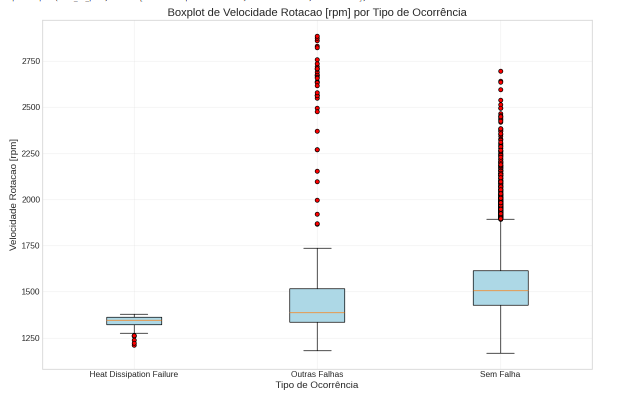 Boxplot de Velocidade Rotacao [rpm] por Tipo de Ocorrência
Velocidade Rotacao [rpm]
2750
2500
2250
2000
1750
1500
1250
Heat Dissipation Failure
Outras Falhas
Sem Falha
Tipo de Ocorrência